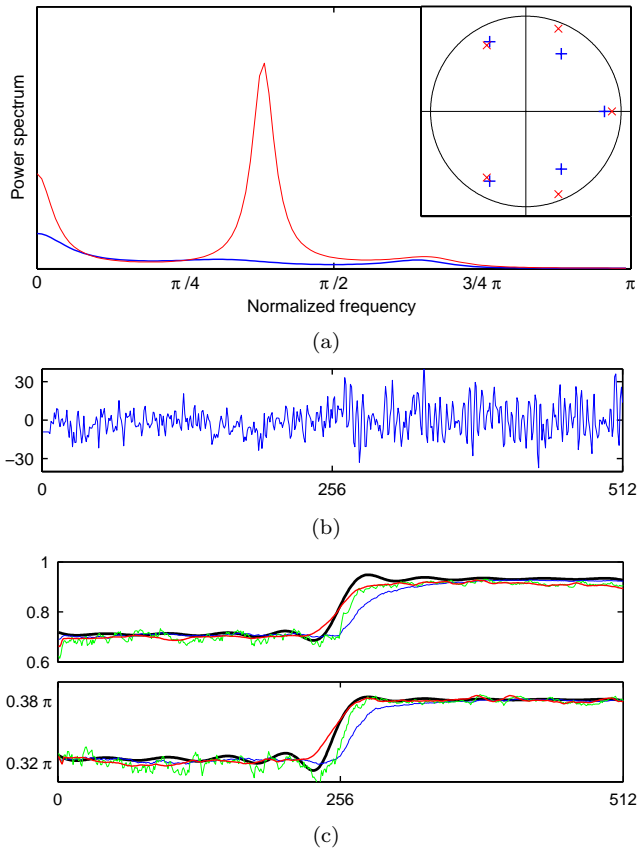 Power spectrum
0 π /4 π /2 3/4 π π
Normalized frequency
(a)
30
0
−30
0 256 512
(b)
1
0.8
0.6
0.38 π
0.32 π
0 256 512
(c)